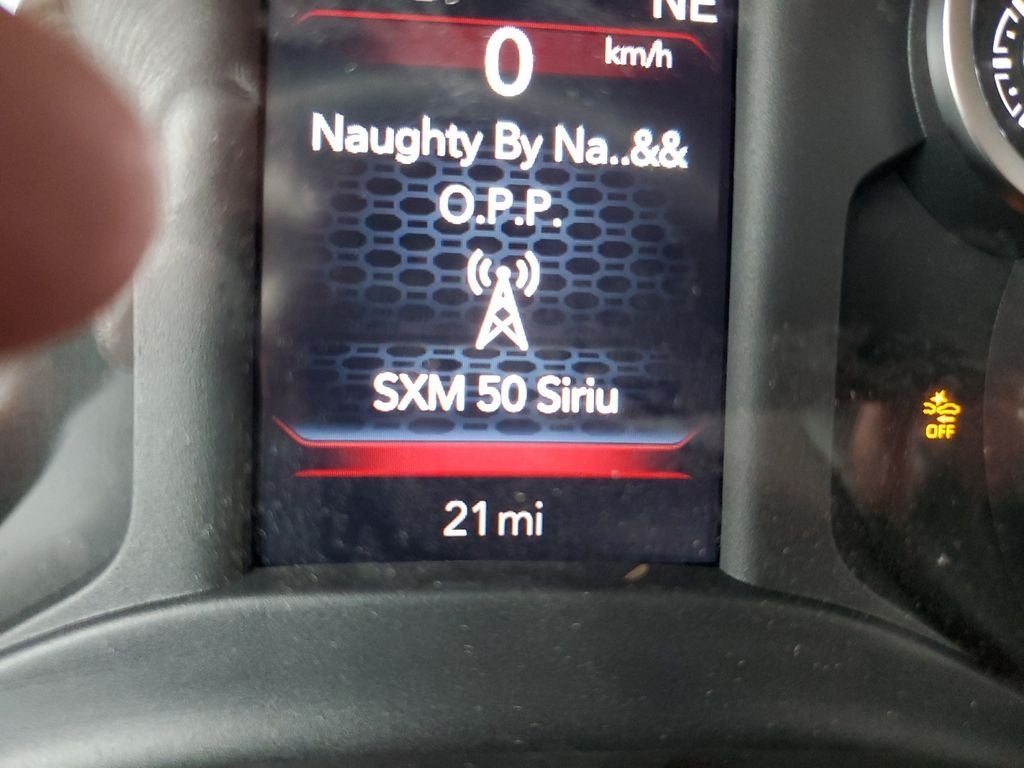 NE
0 km/h
Naughty By Na..&&
O.P.P.
SXM 50 Siriu
OFF
21 mi